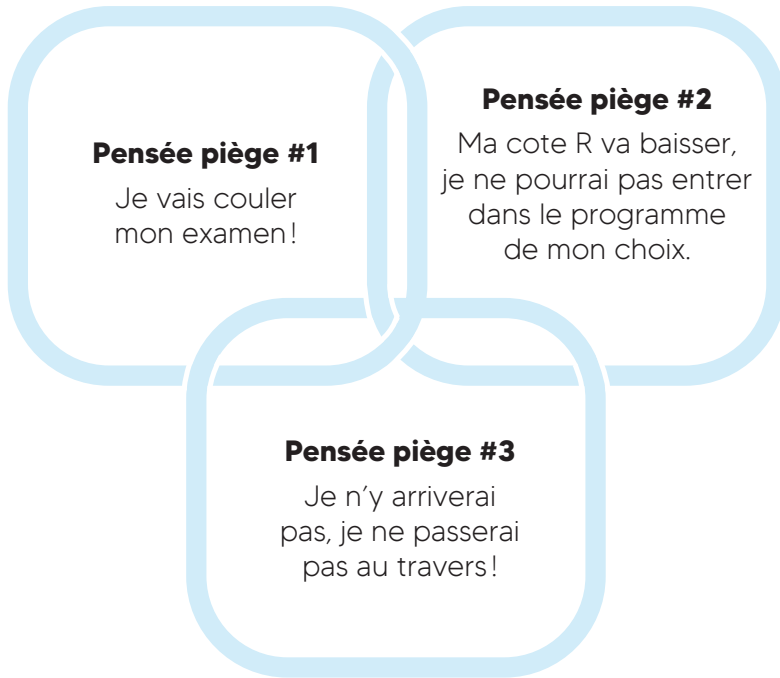 Pensée piège #1
Je vais couler
mon examen !
Pensée piège #2
Ma cote R va baisser,
je ne pourrai pas entrer
dans le programme
de mon choix.
Pensée piège #3
Je n’y arriverai
pas, je ne passerai
pas au travers !